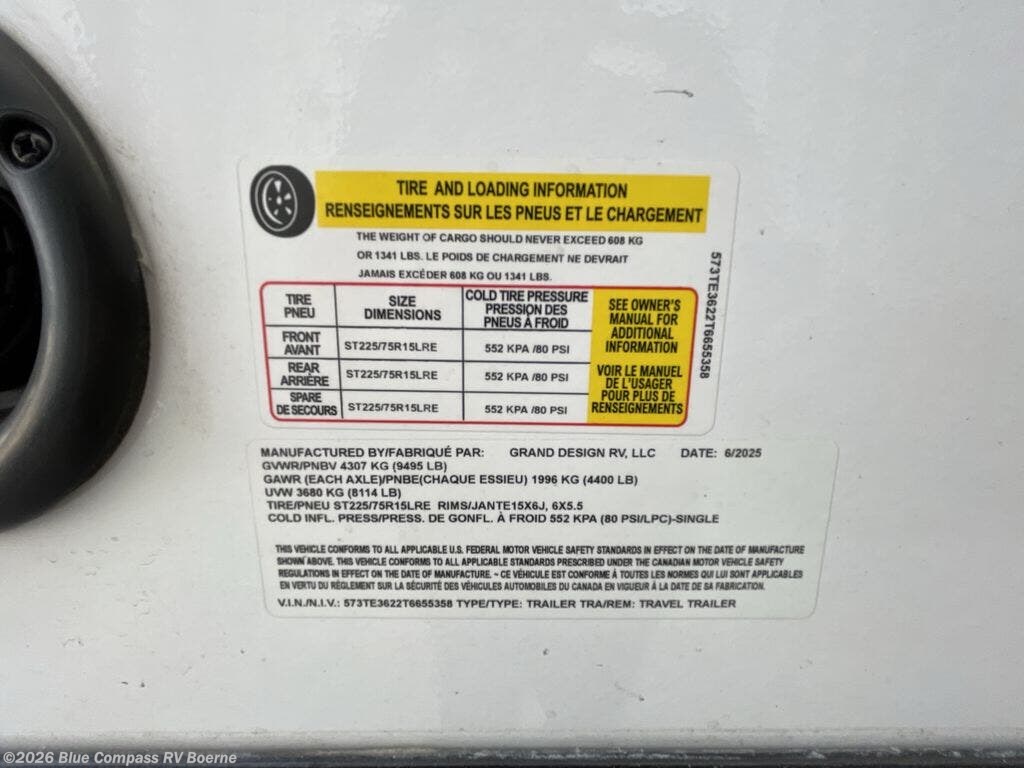 TIRE AND LOADING INFORMATION
RENSEIGNEMENTS SUR LES PNEUS ET LE CHARGEMENT
THE WEIGHT OF CARGO SHOULD NEVER EXCEED 608 KG
OR 1341 LBS. LE POIDS DE CHARGEMENT NE DEVRAIT
JAMAIS EXCÉDER 608 KG OU 1341 LBS.
TIRE
PNEU
SIZE
DIMENSIONS
COLD TIRE PRESSURE
PRESSION DES
PNEUS À FROID
FRONT
AVANT
ST225/75R15LRE
552 KPA /80 PSI
REAR
ARRIÈRE
ST225/75R15LRE
552 KPA /80 PSI
SPARE
DE SECOURS
ST225/75R15LRE
552 KPA /80 PSI
SEE OWNER'S
MANUAL FOR
ADDITIONAL
INFORMATION
VOIR LE MANUEL
DE L'USAGER
POUR PLUS DE
RENSEIGNEMENTS
573TE3622T6655358
MANUFACTURED BY/FABRIQUÉ PAR: GRAND DESIGN RV, LLC DATE: 6/2025
GVWR/PNBV 4307 KG (9495 LB)
GAWR (EACH AXLE)/PNBE(CHAQUE ESSIEU) 1996 KG (4400 LB)
UVW 3680 KG (8114 LB)
TIRE/PNEU ST225/75R15LRE RIMS/JANTE15X6J, 6X5.5
COLD INFL. PRESS/PRESS. DE GONFL. À FROID 552 KPA (80 PSI/LPC)-SINGLE
THIS VEHICLE CONFORMS TO ALL APPLICABLE U.S. FEDERAL MOTOR VEHICLE SAFETY STANDARDS IN EFFECT ON THE DATE OF MANUFACTURE
SHOWN ABOVE. THIS VEHICLE CONFORMS TO ALL APPLICABLE STANDARDS PRESCRIBED UNDER THE CANADIAN MOTOR VEHICLE SAFETY
REGULATIONS IN EFFECT ON THE DATE OF MANUFACTURE. ~ CE VÉHICULE EST CONFORME À TOUTES LES NORMES QUI LUI SONT APPLICABLES
EN VERTU DU RÈGLEMENT SUR LA SÉCURITÉ DES VÉHICULES AUTOMOBILES DU CANADA EN VIGUEUR À LA DATE DE SA FABRICATION.
V.I.N./N.I.V.: 573TE3622T6655358 TYPE/TYPE: TRAILER TRA/REM: TRAVEL TRAILER
©2026 Blue Compass RV Boerne